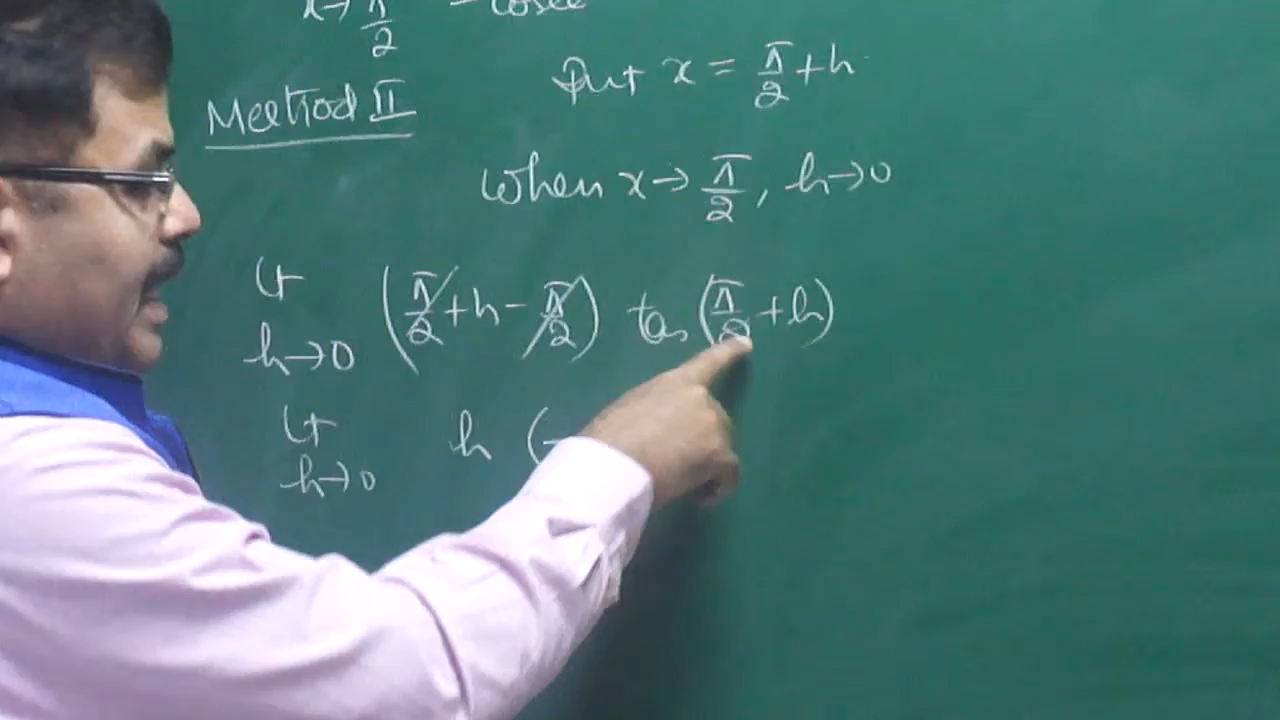 x→ π/2 - cosec
Put x = π/2 + h
Method II
When x→ π/2, h→0
Lt h→0 (π/2 + h - π/2) tan (π/2 + h)
Lt h→0 h (-